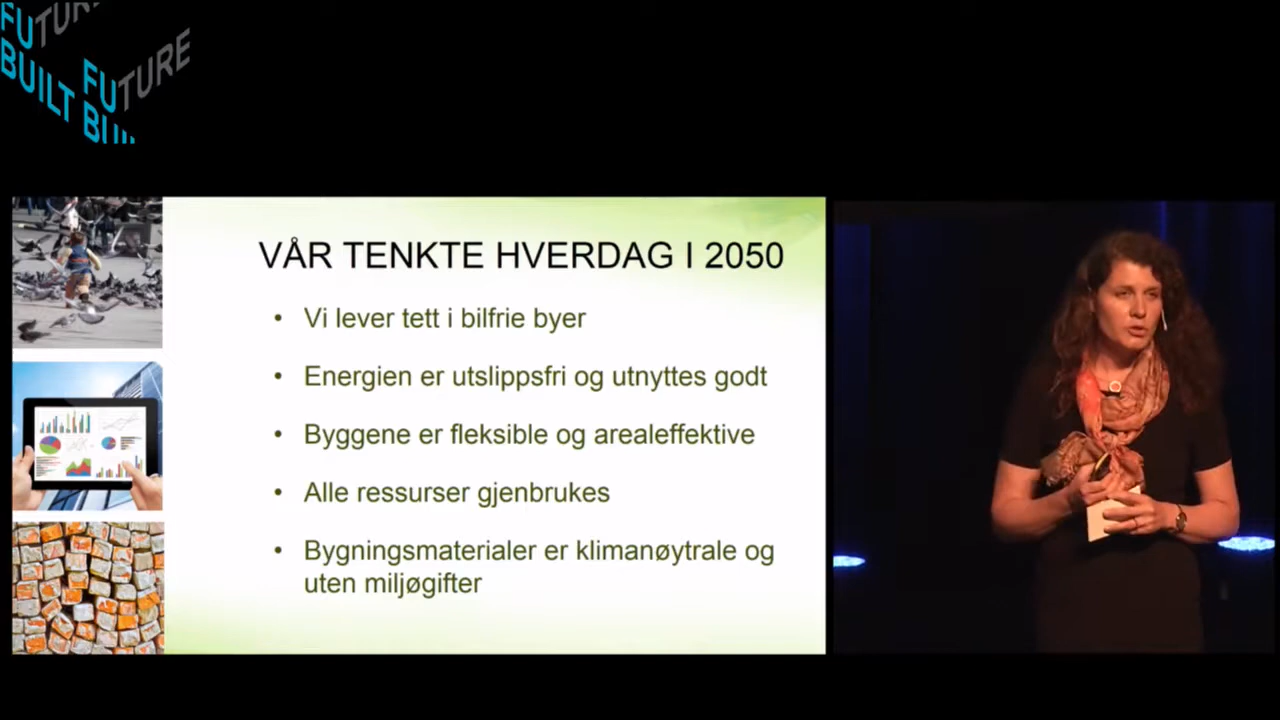 FUTURE
BUILT
FUTURE
BUIL
VÅR TENKTE HVERDAG I 2050
• Vi lever tett i bilfrie byer
• Energien er utslippsfri og utnyttes godt
• Byggene er fleksible og arealeffektive
• Alle ressurser gjenbrukes
• Bygningsmaterialer er klimanøytrale og
uten miljøgifter